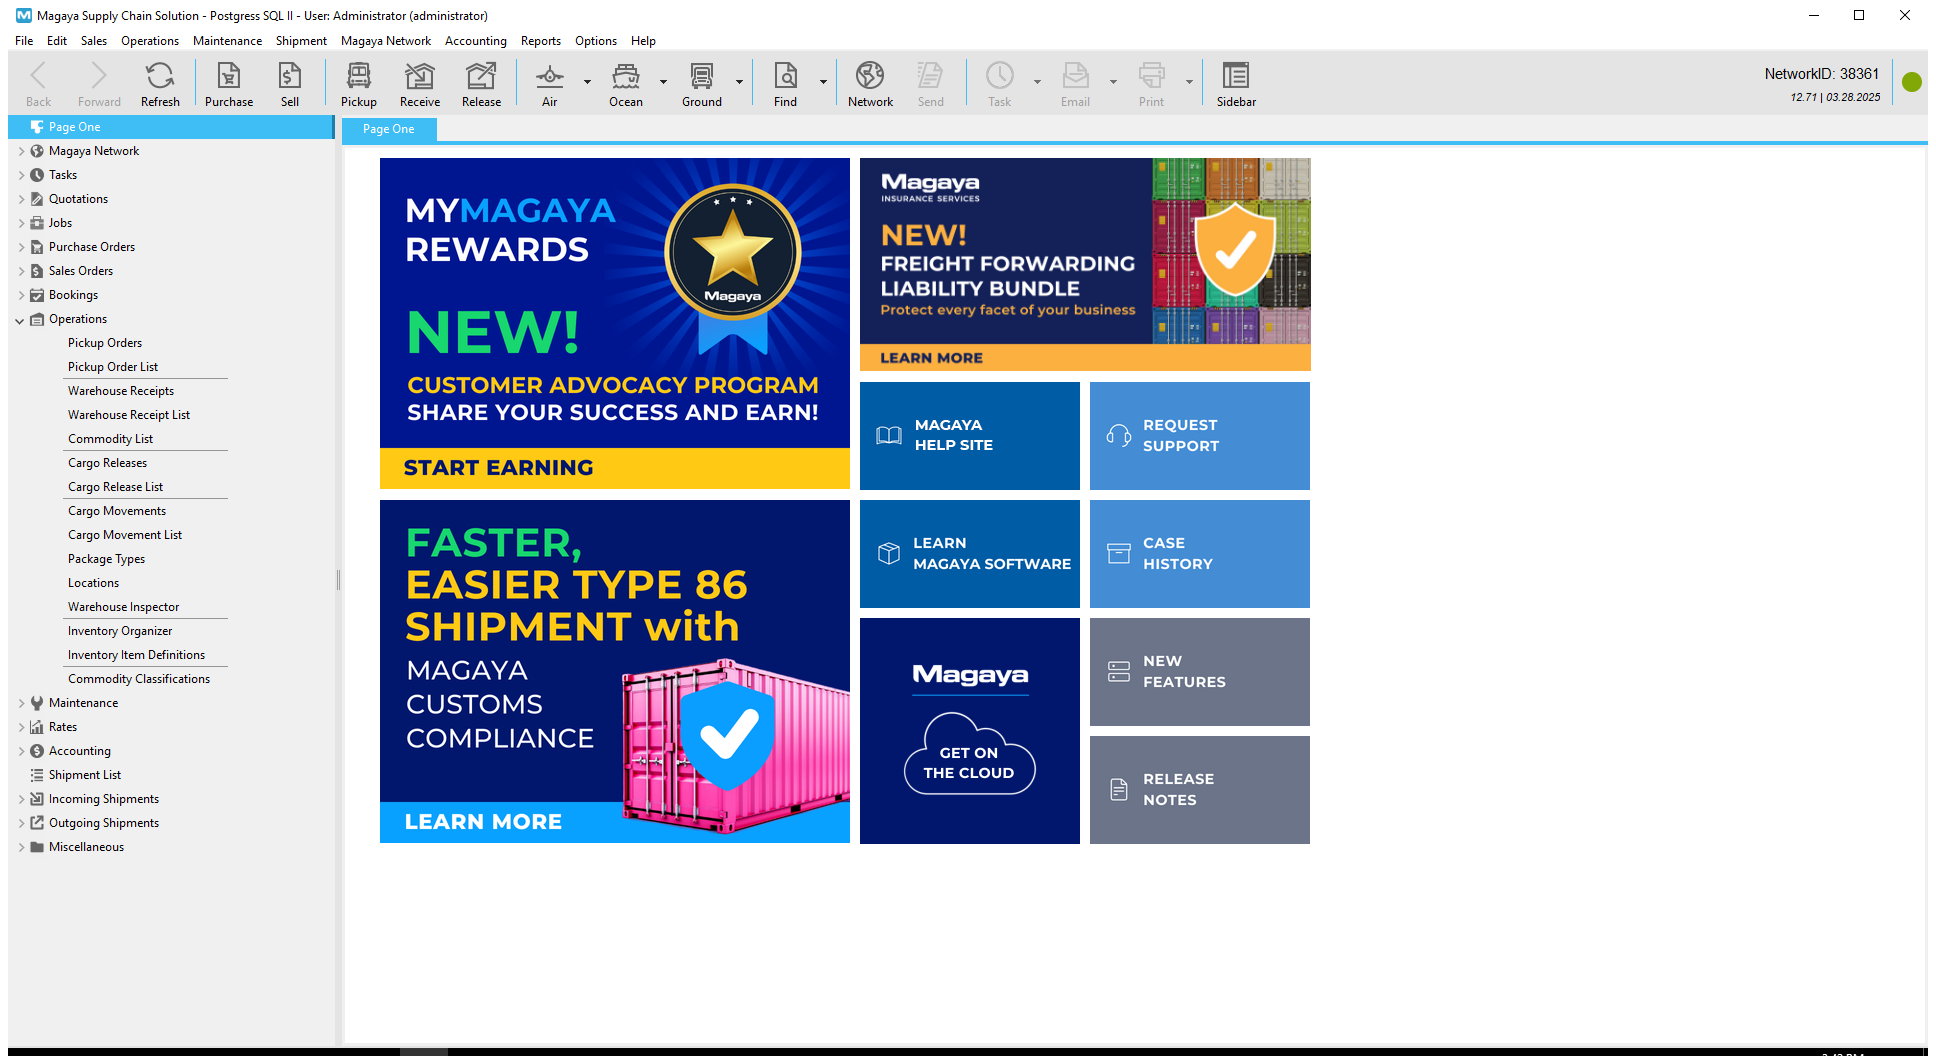 Magaya Supply Chain Solution - Postgress SQL II - User: Administrator (administrator)
File Edit Sales Operations Maintenance Shipment Magaya Network Accounting Reports Options Help
Back Forward Refresh Purchase Sell Pickup Receive Release Air Ocean Ground Find Network Send Task Email Print Sidebar
NetworkID: 38361
12.71 | 03.28.2025
Page One
Magaya Network
Tasks
Quotations
Jobs
Purchase Orders
Sales Orders
Bookings
Operations
Pickup Orders
Pickup Order List
Warehouse Receipts
Warehouse Receipt List
Commodity List
Cargo Releases
Cargo Release List
Cargo Movements
Cargo Movement List
Package Types
Locations
Warehouse Inspector
Inventory Organizer
Inventory Item Definitions
Commodity Classifications
Maintenance
Rates
Accounting
Shipment List
Incoming Shipments
Outgoing Shipments
Miscellaneous
Page One
MYMAGAYA
REWARDS
Magaya
NEW!
CUSTOMER ADVOCACY PROGRAM
SHARE YOUR SUCCESS AND EARN!
START EARNING
FASTER,
EASIER TYPE 86
SHIPMENT with
MAGAYA
CUSTOMS
COMPLIANCE
LEARN MORE
Magaya
INSURANCE SERVICES
NEW!
FREIGHT FORWARDING
LIABILITY BUNDLE
Protect every facet of your business
LEARN MORE
MAGAYA
HELP SITE
REQUEST
SUPPORT
LEARN
MAGAYA SOFTWARE
CASE
HISTORY
Magaya
GET ON
THE CLOUD
NEW
FEATURES
RELEASE
NOTES